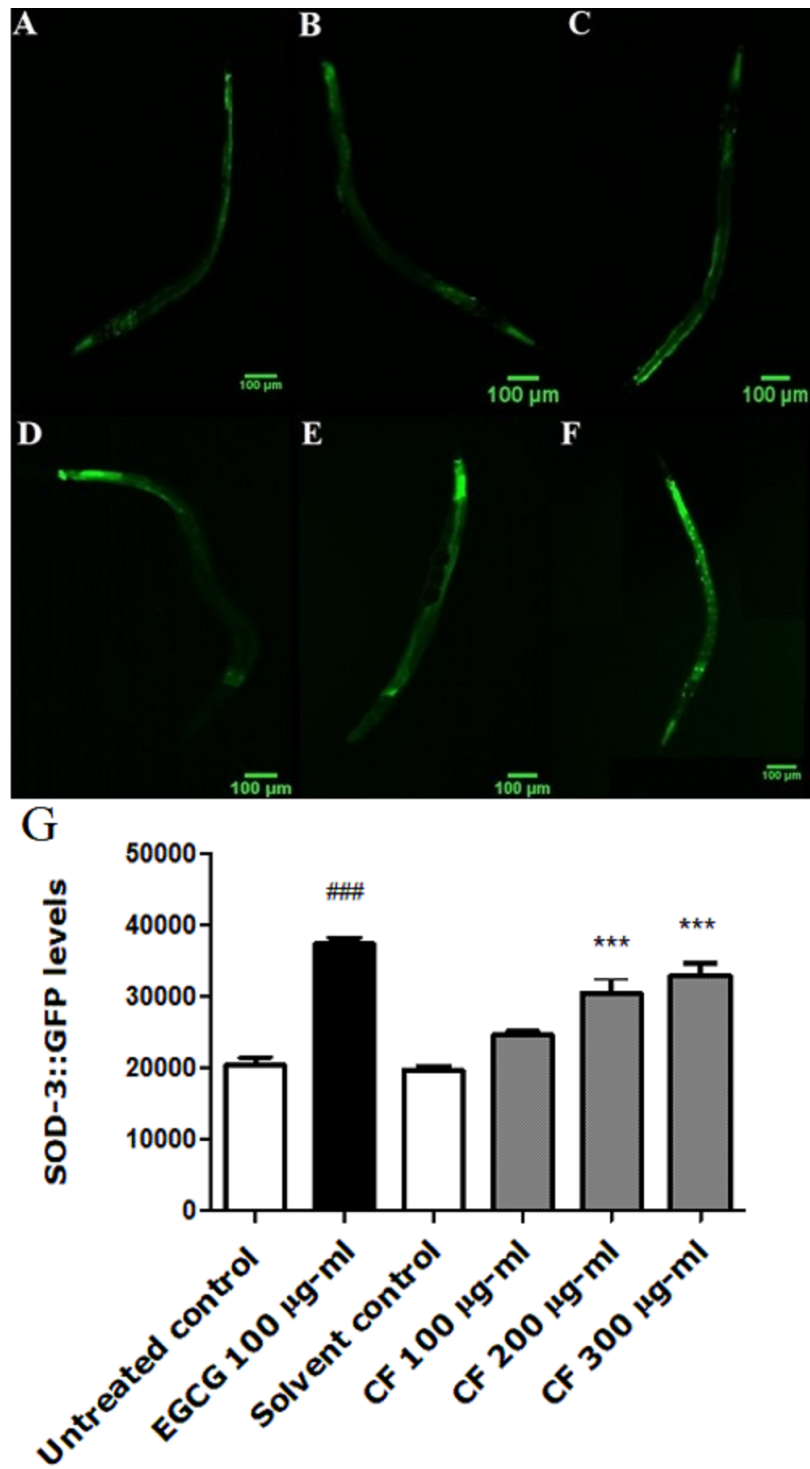 A B C
100 µm 100 µm 100 µm
D E F
100 µm 100 µm 100 µm
G
SOD-3::GFP levels
50000
40000
30000
20000
10000
0
###
***
***
Untreated control
EGCG 100 µg-ml
Solvent control
CF 100 µg-ml
CF 200 µg-ml
CF 300 µg-ml